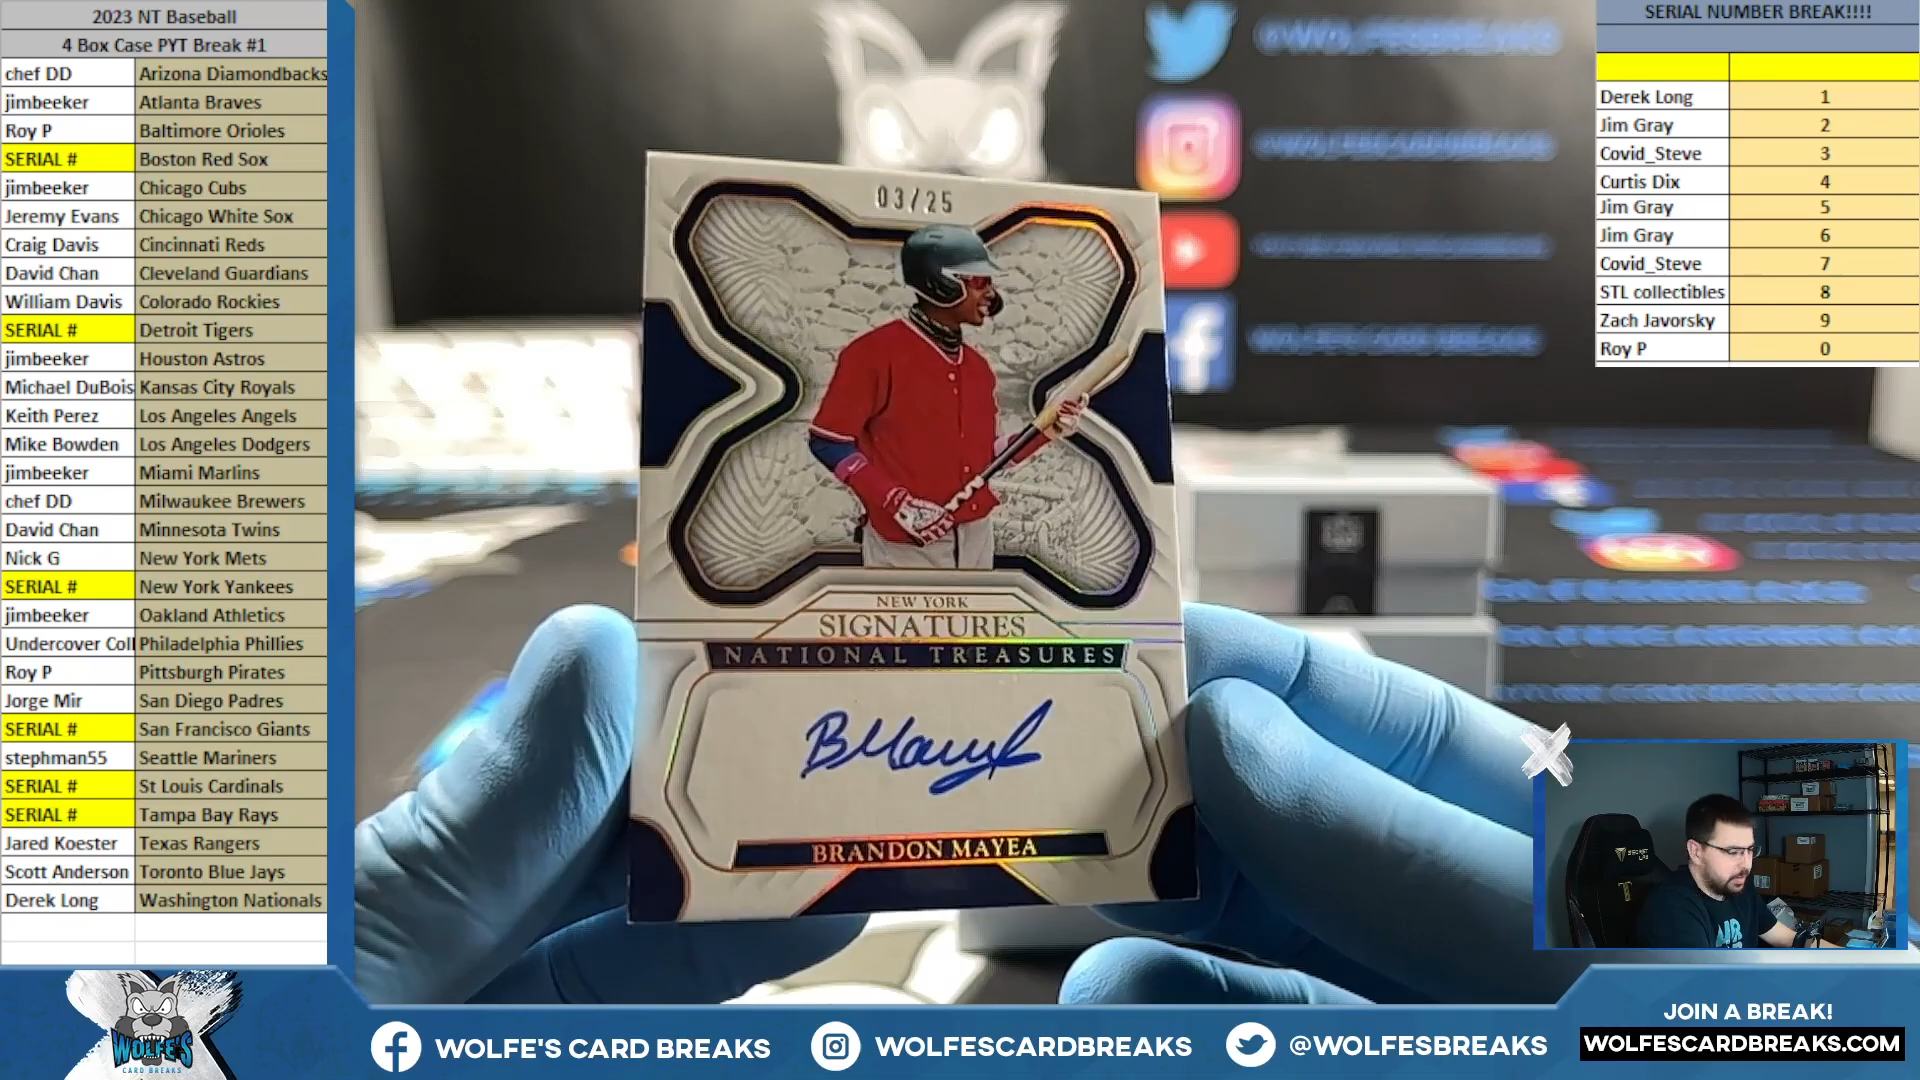 2023 NT Baseball
4 Box Case PYT Break #1
chef DD Arizona Diamondbacks
jimbeeker Atlanta Braves
Roy P Baltimore Orioles
SERIAL # Boston Red Sox
jimbeeker Chicago Cubs
Jeremy Evans Chicago White Sox
Craig Davis Cincinnati Reds
David Chan Cleveland Guardians
William Davis Colorado Rockies
SERIAL # Detroit Tigers
jimbeeker Houston Astros
Michael DuBois Kansas City Royals
Keith Perez Los Angeles Angels
Mike Bowden Los Angeles Dodgers
jimbeeker Miami Marlins
chef DD Milwaukee Brewers
David Chan Minnesota Twins
Nick G New York Mets
SERIAL # New York Yankees
jimbeeker Oakland Athletics
Undercover Coll Philadelphia Phillies
Roy P Pittsburgh Pirates
Jorge Mir San Diego Padres
SERIAL # San Francisco Giants
stephman55 Seattle Mariners
SERIAL # St Louis Cardinals
SERIAL # Tampa Bay Rays
Jared Koester Texas Rangers
Scott Anderson Toronto Blue Jays
Derek Long Washington Nationals
03/25
NEW YORK
SIGNATURES
NATIONAL TREASURES
BRANDON MAYEA
SERIAL NUMBER BREAK!!!!
Derek Long 1
Jim Gray 2
Covid_Steve 3
Curtis Dix 4
Jim Gray 5
Jim Gray 6
Covid_Steve 7
STL collectibles 8
Zach Javorsky 9
Roy P 0
WOLFE'S
CARD BREAKS
WOLFE'S CARD BREAKS
WOLFESCARDBREAKS
@WOLFESBREAKS
JOIN A BREAK!
WOLFESCARDBREAKS.COM